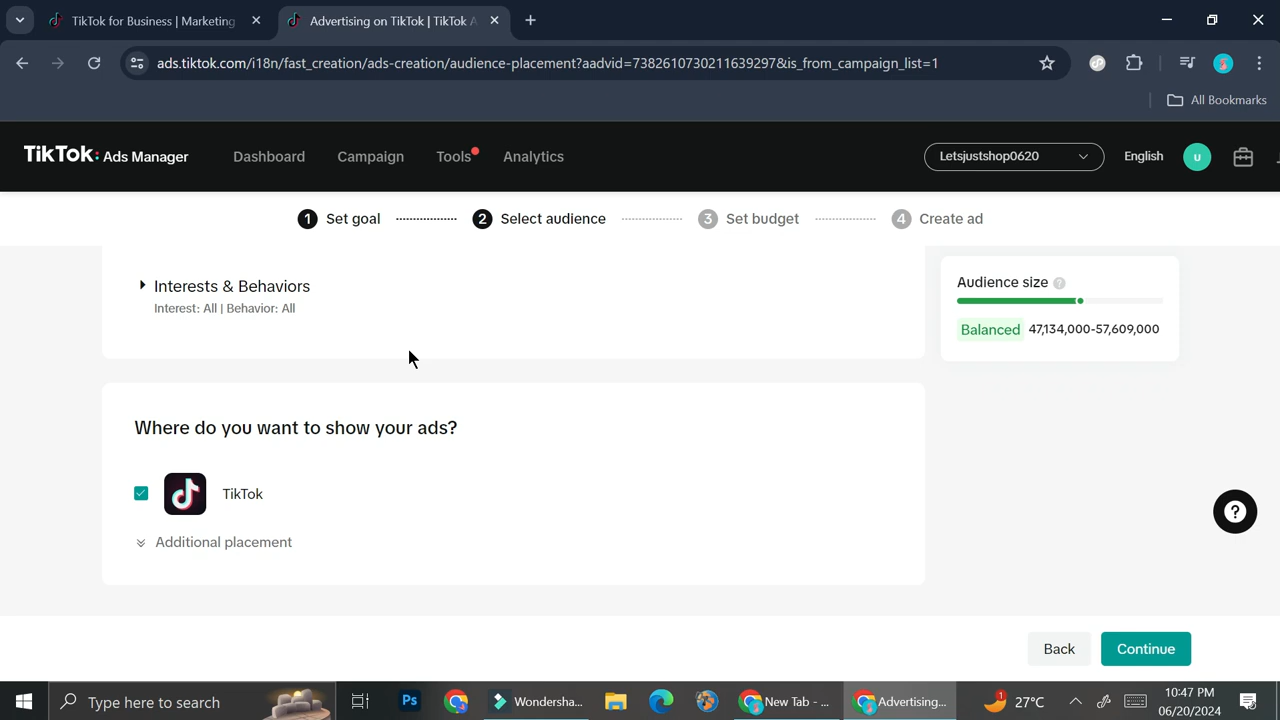 TikTok for Business | Marketing
Advertising on TikTok | TikTok A
ads.tiktok.com/i18n/fast_creation/ads-creation/audience-placement?aadvid=7382610730211639297&is_from_campaign_list=1
All Bookmarks
TikTok: Ads Manager
Dashboard
Campaign
Tools
Analytics
Letsjustshop0620
English
u
1 Set goal
2 Select audience
3 Set budget
4 Create ad
Interests & Behaviors
Interest: All | Behavior: All
Audience size ?
Balanced 47,134,000-57,609,000
Where do you want to show your ads?
TikTok
Additional placement
?
Back
Continue
Type here to search
Ps
Wondersha...
New Tab - ...
Advertising...
1
27°C
10:47 PM
06/20/2024